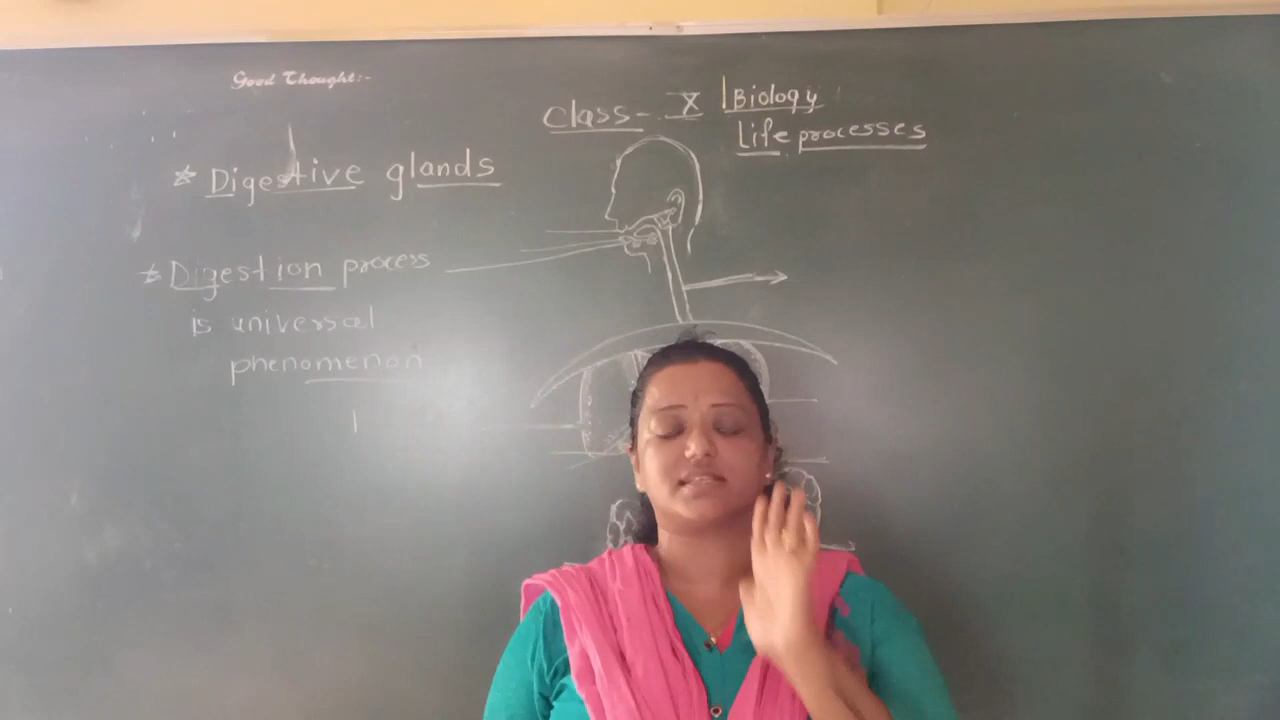 Good Thought:-
Class - X Biology
Life processes
* Digestive glands
* Digestion process
is universal
phenomenon